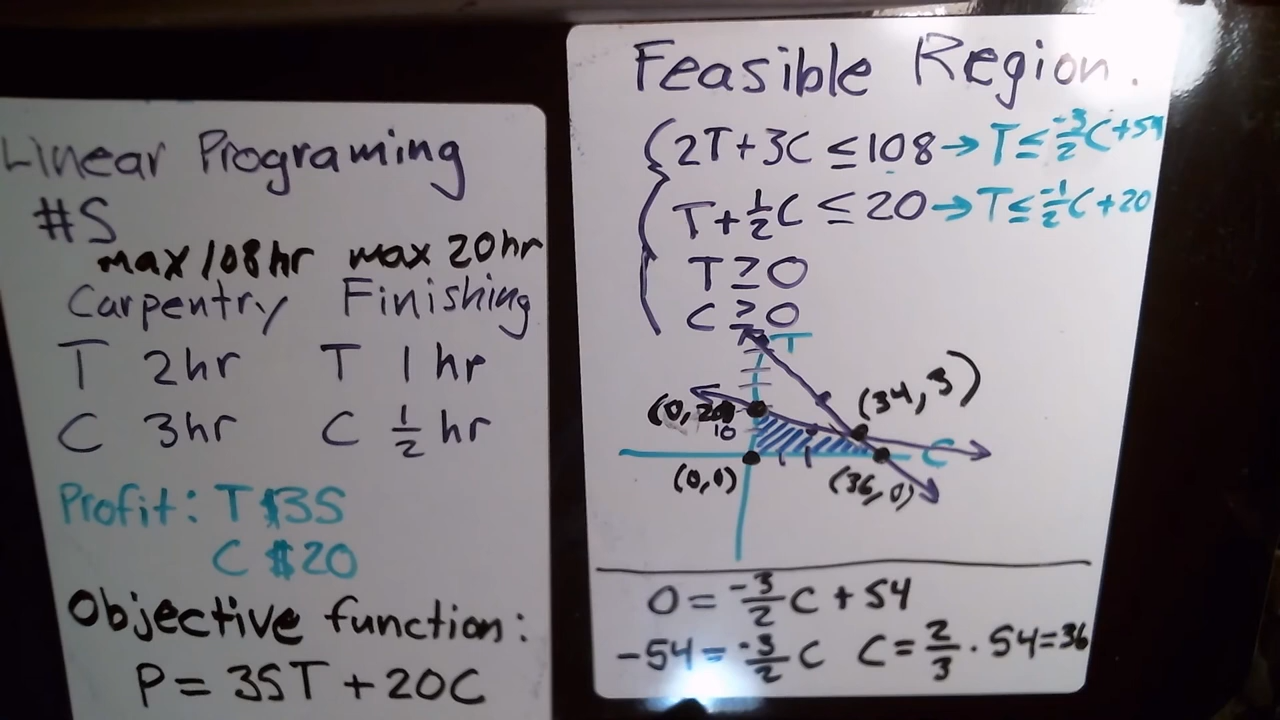 Linear Programing
#5
max 108hr max 20hr
Carpentry Finishing
T 2hr T 1hr
C 3hr C 1/2 hr
Profit: T $35
C $20
Objective function:
P = 35T + 20C
Feasible Region.
2T+3C ≤ 108 → T ≤ -3/2 C + 54
T + 1/2 C ≤ 20 → T ≤ -1/2 C + 20
T ≥ 0
C ≥ 0
T
(34, 3)
(0, 20)
10
C
(0,0) (36,0)
0 = -3/2 C + 54
-54 = -3/2 C C = 2/3 · 54 = 36